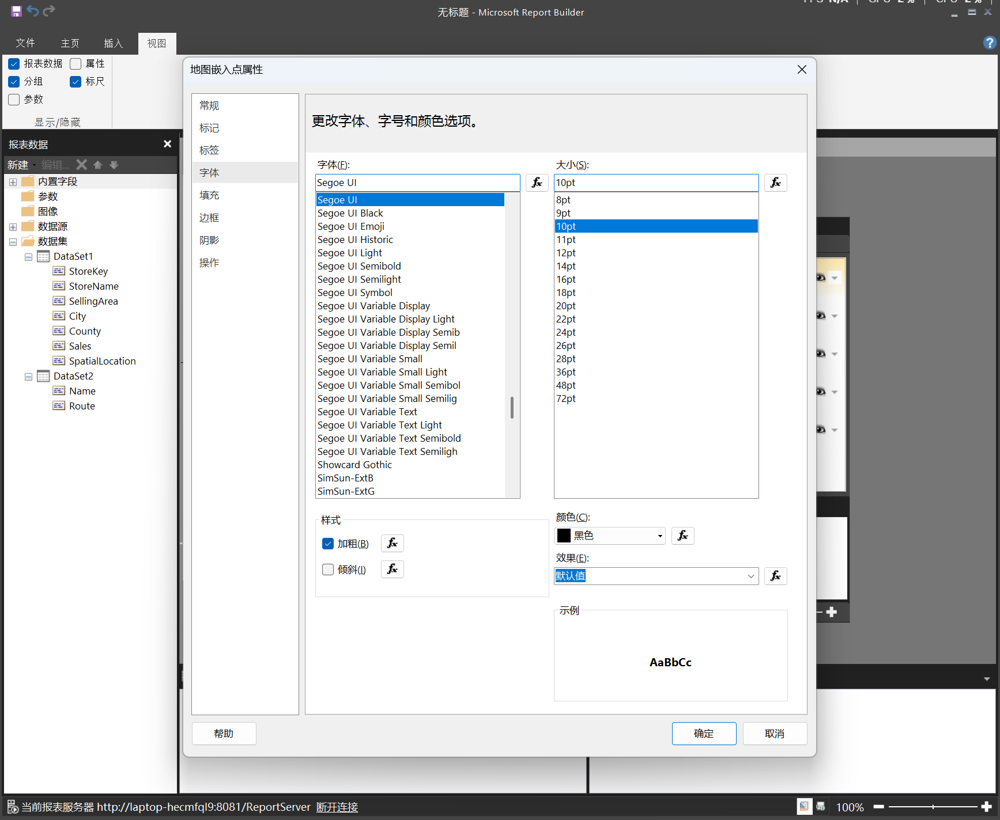 无标题 - Microsoft Report Builder
文件
主页
插入
视图
报表数据
属性
分组
标尺
参数
显示/隐藏
报表数据
新建
编辑...
内置字段
参数
图像
数据源
数据集
DataSet1
StoreKey
StoreName
SellingArea
City
County
Sales
SpatialLocation
DataSet2
Name
Route
地图嵌入点属性
常规
标记
标签
字体
填充
边框
阴影
操作
更改字体、字号和颜色选项。
字体(F):
Segoe UI
fx
Segoe UI
Segoe UI Black
Segoe UI Emoji
Segoe UI Historic
Segoe UI Light
Segoe UI Semibold
Segoe UI Semilight
Segoe UI Symbol
Segoe UI Variable Display
Segoe UI Variable Display Light
Segoe UI Variable Display Semib
Segoe UI Variable Display Semil
Segoe UI Variable Small
Segoe UI Variable Small Light
Segoe UI Variable Small Semibol
Segoe UI Variable Small Semilig
Segoe UI Variable Text
Segoe UI Variable Text Light
Segoe UI Variable Text Semibold
Segoe UI Variable Text Semiligh
Showcard Gothic
SimSun-ExtB
SimSun-ExtG
大小(S):
10pt
fx
8pt
9pt
10pt
11pt
12pt
14pt
16pt
18pt
20pt
22pt
24pt
26pt
28pt
36pt
48pt
72pt
样式
加粗(B)
fx
倾斜(I)
fx
颜色(C):
黑色
fx
效果(E):
默认值
fx
示例
AaBbCc
帮助
确定
取消
当前报表服务器 http://laptop-hecmfql9:8081/ReportServer 断开连接
100%